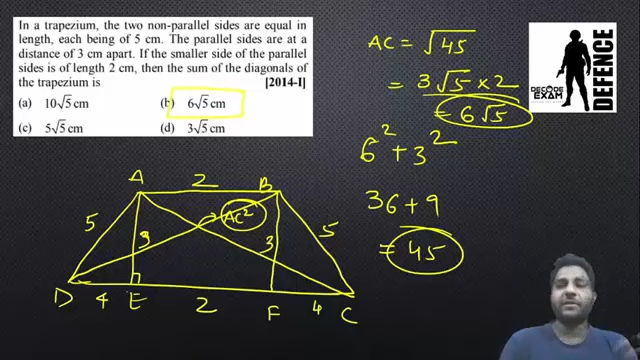 In a trapezium, the two non-parallel sides are equal in
length, each being of 5 cm. The parallel sides are at a
distance of 3 cm apart. If the smaller side of the parallel
sides is of length 2 cm, then the sum of the diagonals of
the trapezium is [2014-I]
(a) 10√5 cm (b) 6√5 cm
(c) 5√5 cm (d) 3√5 cm
AC = √45
= 3√5 × 2
= 6√5
6² + 3²
36 + 9
= 45
DECODE
EXAM
DEFENCE
A 2 B
AC²
5 3 3 5
D 4 E 2 F 4 C